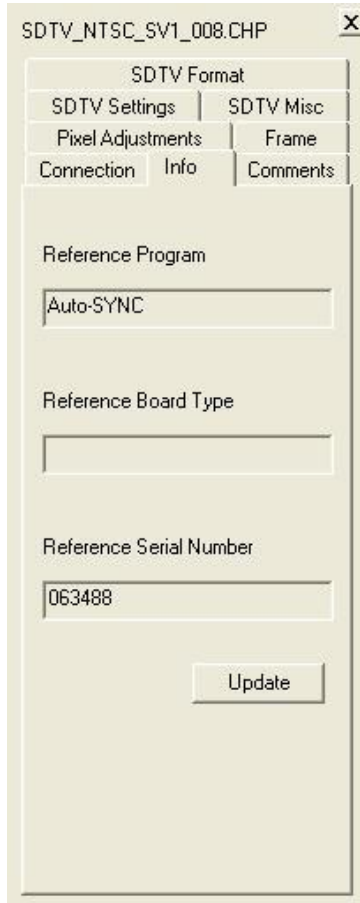 SDTV_NTSC_SV1_008.CHP X
SDTV Format
SDTV Settings SDTV Misc
Pixel Adjustments Frame
Connection Info Comments
Reference Program
Auto-SYNC
Reference Board Type
Reference Serial Number
063488
Update